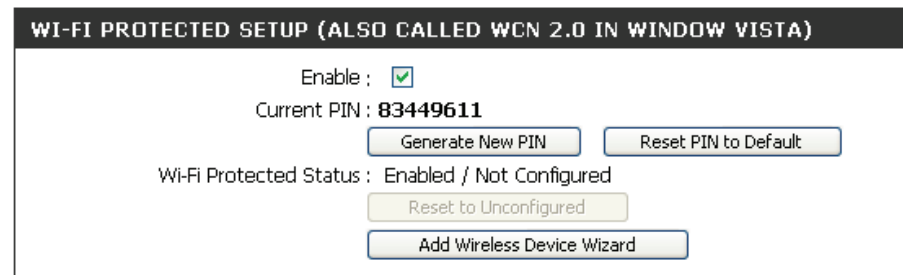 WI-FI PROTECTED SETUP (ALSO CALLED WCN 2.0 IN WINDOW VISTA)
Enable :
Current PIN : 83449611
Generate New PIN Reset PIN to Default
Wi-Fi Protected Status : Enabled / Not Configured
Reset to Unconfigured
Add Wireless Device Wizard